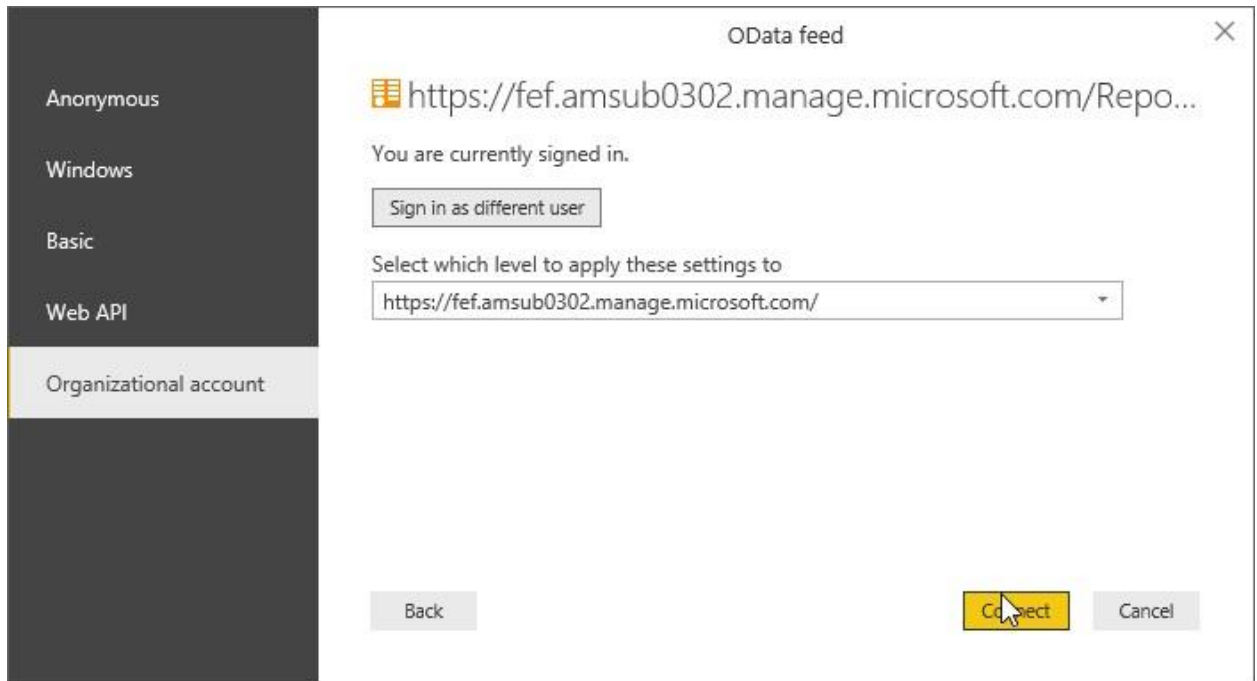 OData feed
Anonymous
Windows
Basic
Web API
Organizational account
https://fef.amsub0302.manage.microsoft.com/Repo...
You are currently signed in.
Sign in as different user
Select which level to apply these settings to
https://fef.amsub0302.manage.microsoft.com/
Back
Connect
Cancel